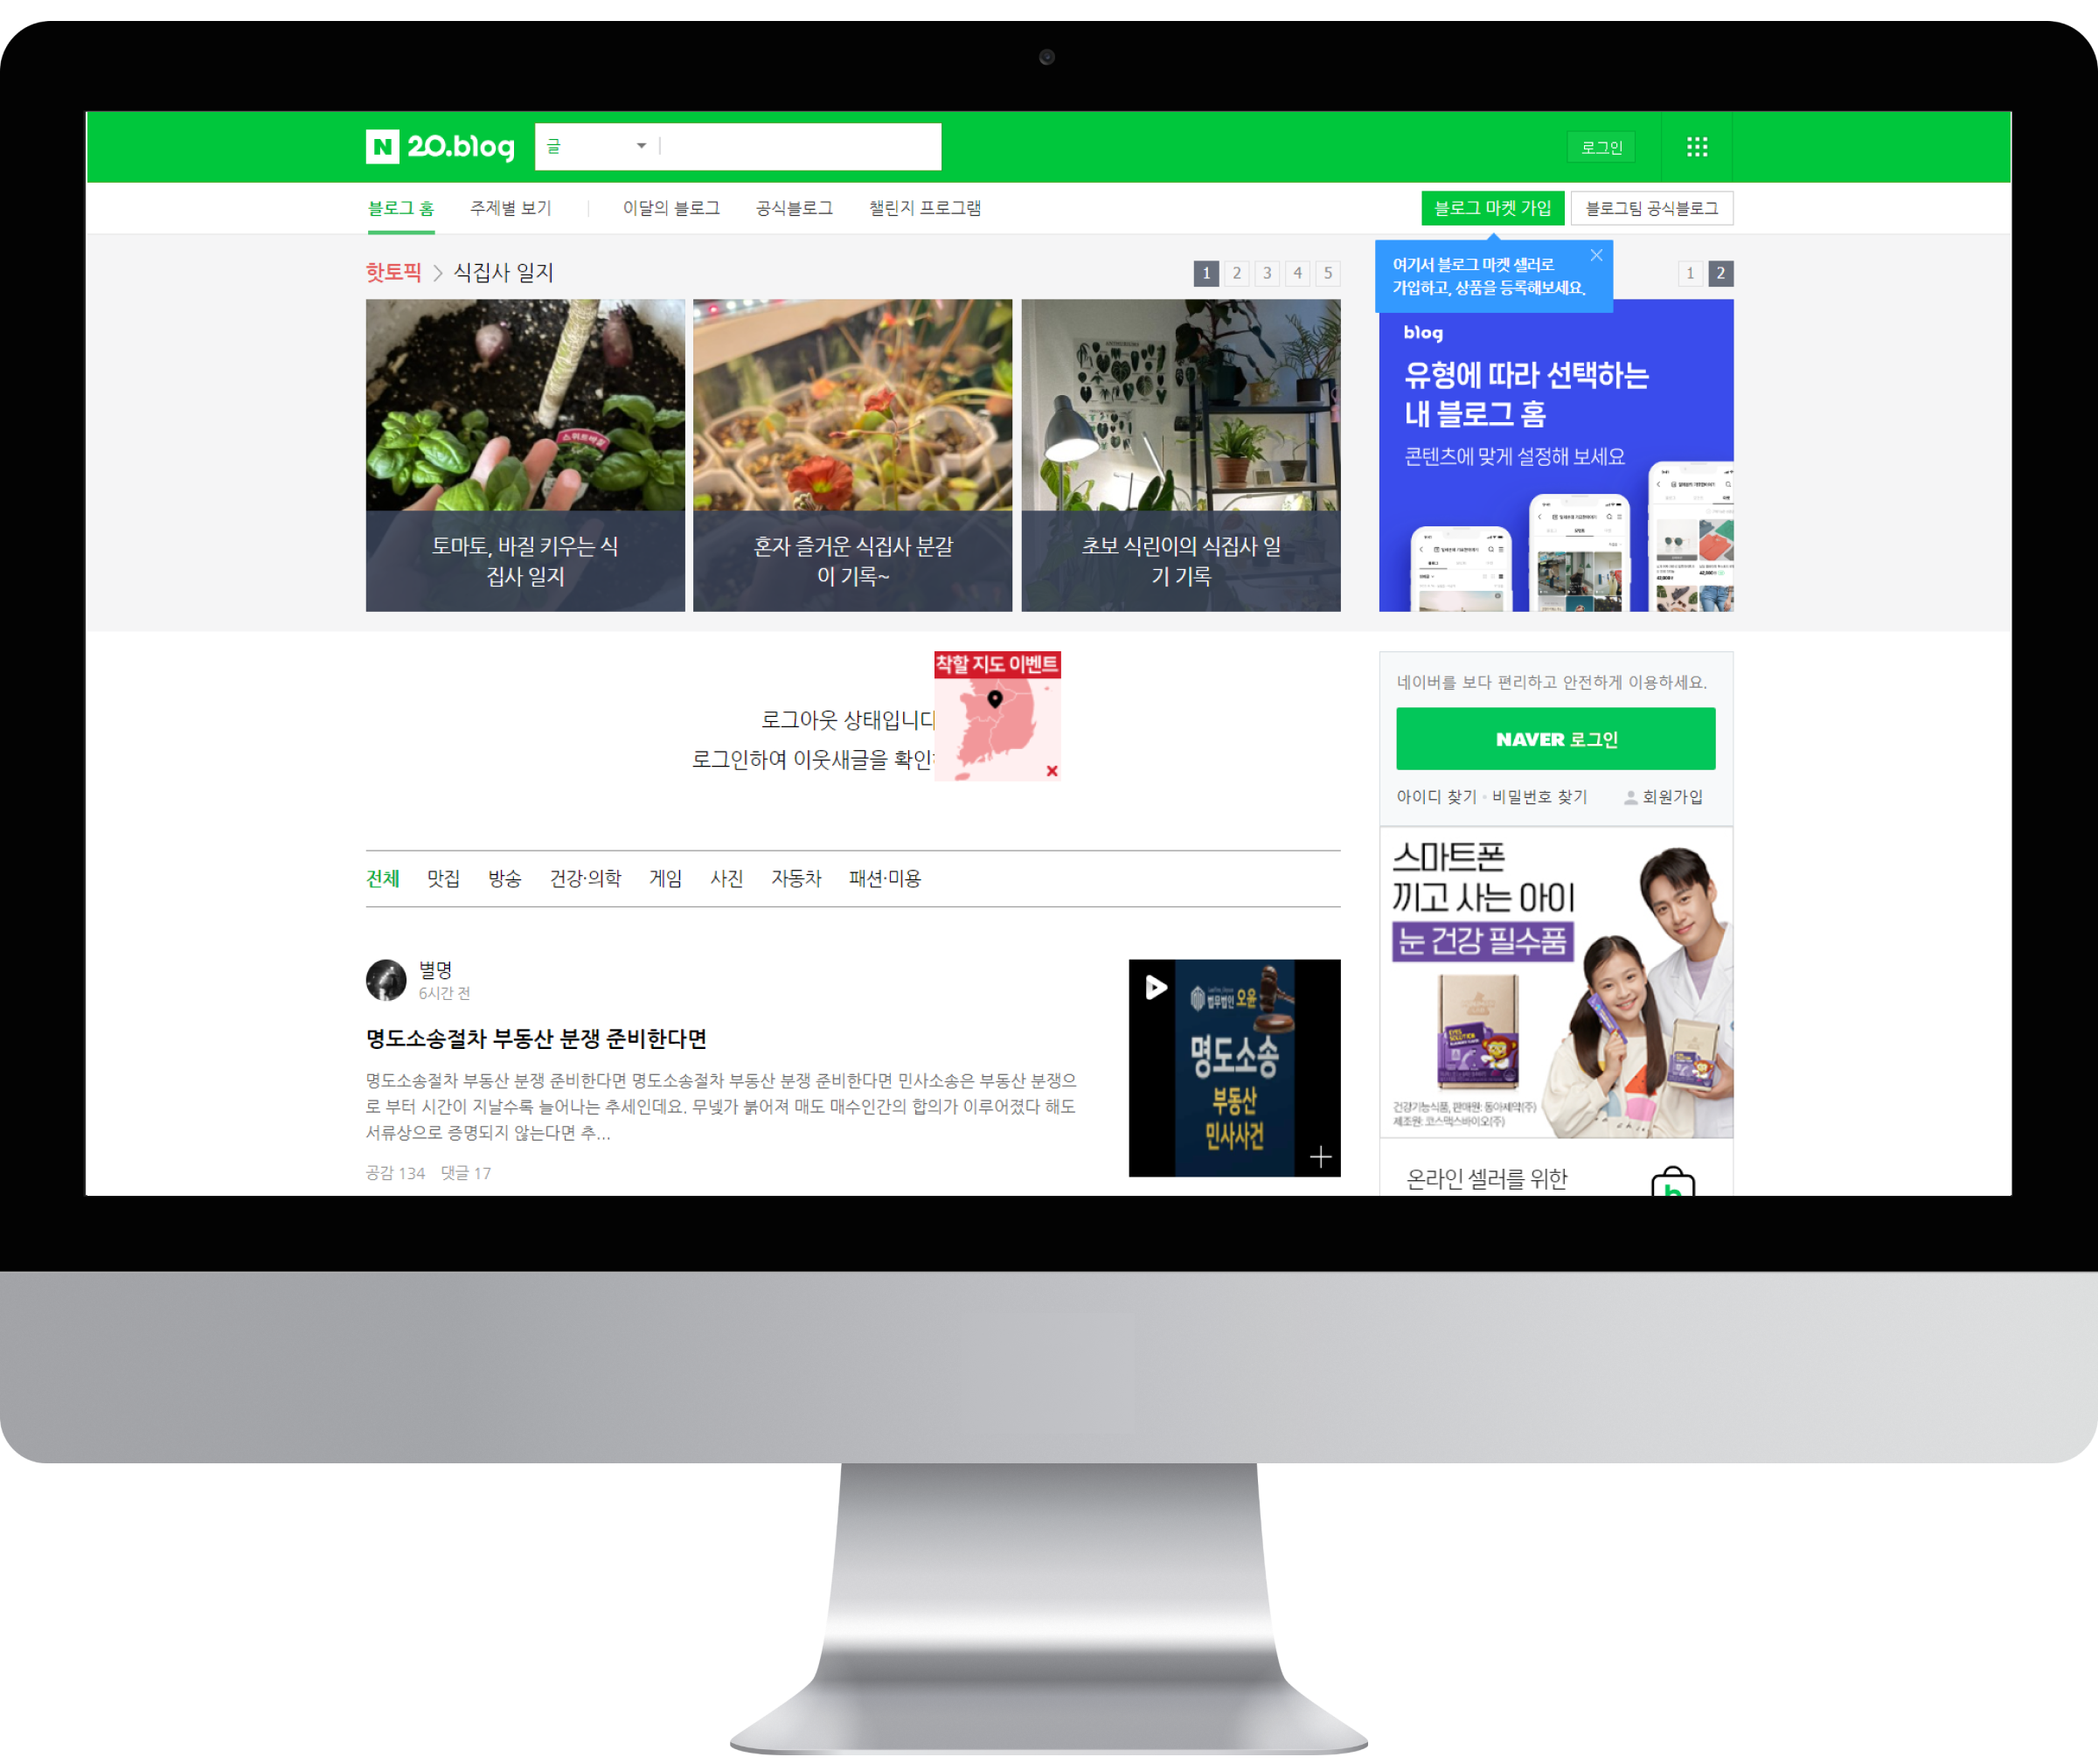 N 20.blog
글
로그인
블로그 홈 주제별 보기 이달의 블로그 공식블로그 챌린지 프로그램
블로그 마켓 가입 블로그팀 공식블로그
핫토픽 > 식집사 일지
1 2 3 4 5
여기서 블로그 마켓 셀러로
가입하고, 상품을 등록해보세요.
1 2
스위트바질
토마토, 바질 키우는 식
집사 일지
혼자 즐거운 식집사 분갈
이 기록~
초보 식린이의 식집사 일
기 기록
blog
유형에 따라 선택하는
내 블로그 홈
콘텐츠에 맞게 설정해 보세요
로그아웃 상태입니다
로그인하여 이웃새글을 확인
착할 지도 이벤트
네이버를 보다 편리하고 안전하게 이용하세요.
NAVER 로그인
아이디 찾기 비밀번호 찾기 회원가입
전체 맛집 방송 건강·의학 게임 사진 자동차 패션·미용
별명
6시간 전
명도소송절차 부동산 분쟁 준비한다면
명도소송절차 부동산 분쟁 준비한다면 명도소송절차 부동산 분쟁 준비한다면 민사소송은 부동산 분쟁으
로 부터 시간이 지날수록 늘어나는 추세인데요. 무넺가 붉어져 매도 매수인간의 합의가 이루어졌다 해도
서류상으로 증명되지 않는다면 추...
공감 134 댓글 17
법무법인 오윤
명도소송
부동산
민사사건
스마트폰
끼고 사는 아이
눈 건강 필수품
건강기능식품, 판매원: 동아제약(주)
제조원: 코스맥스바이오(주)
온라인 셀러를 위한
b